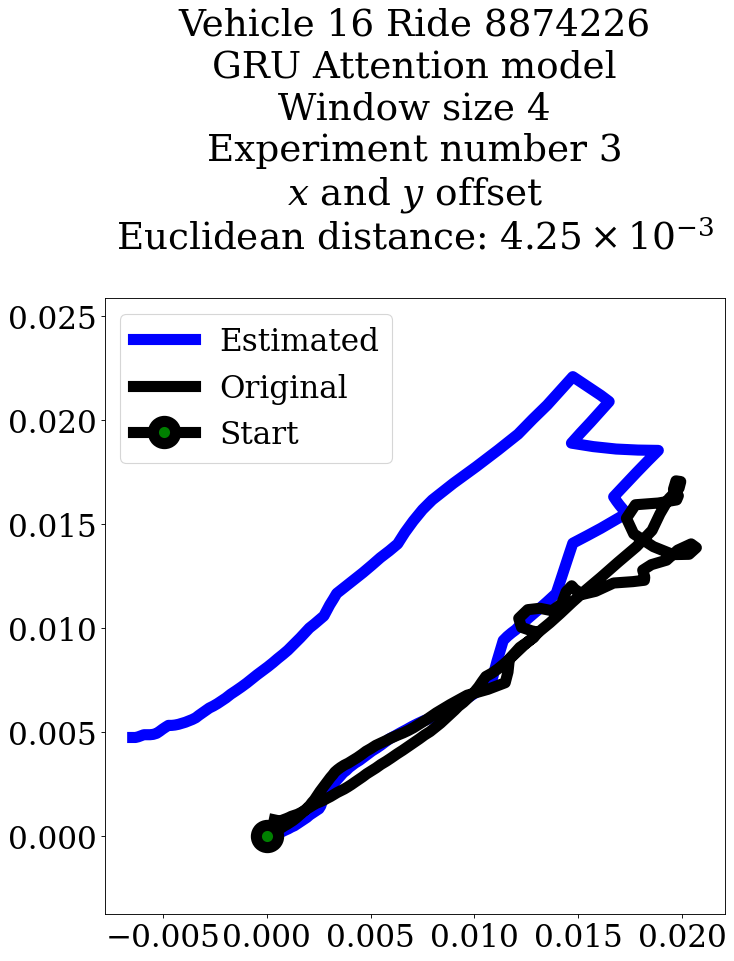 Vehicle 16 Ride 8874226
GRU Attention model
Window size 4
Experiment number 3
x and y offset
Euclidean distance: 4.25 × 10⁻³
0.025
0.020
0.015
0.010
0.005
0.000
Estimated
Original
Start
−0.005 0.000 0.005 0.010 0.015 0.020